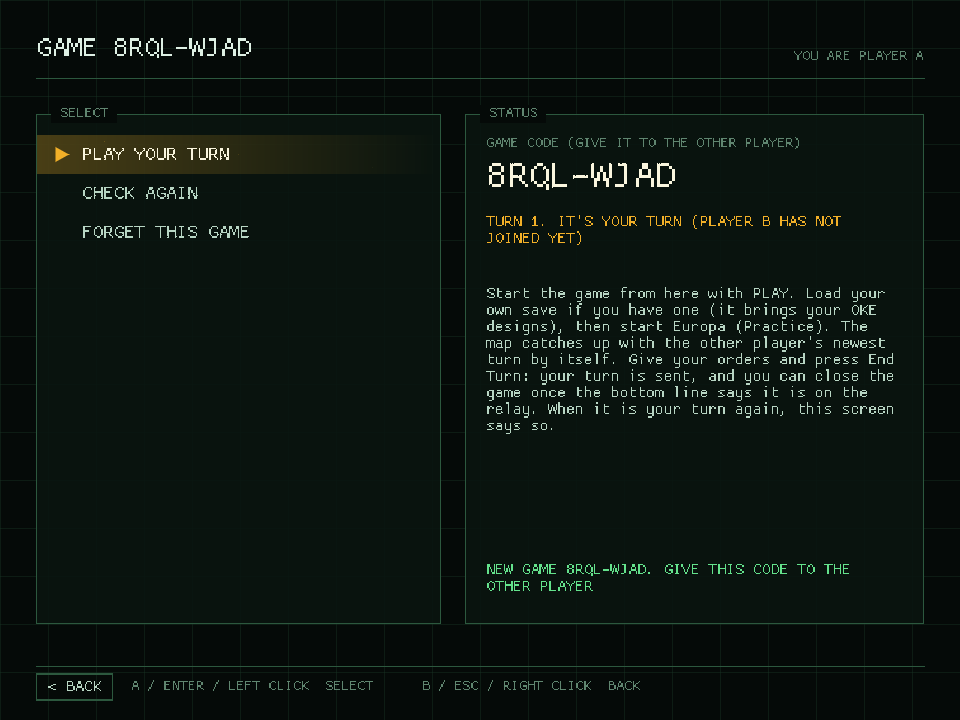 GAME 8RQL-WJAD
YOU ARE PLAYER A
SELECT
PLAY YOUR TURN
CHECK AGAIN
FORGET THIS GAME
STATUS
GAME CODE (GIVE IT TO THE OTHER PLAYER)
8RQL-WJAD
TURN 1. IT'S YOUR TURN (PLAYER B HAS NOT
JOINED YET)
Start the game from here with PLAY. Load your
own save if you have one (it brings your OKE
designs), then start Europa (Practice). The
map catches up with the other player's newest
turn by itself. Give your orders and press End
Turn: your turn is sent, and you can close the
game once the bottom line says it is on the
relay. When it is your turn again, this screen
says so.
NEW GAME 8RQL-WJAD. GIVE THIS CODE TO THE
OTHER PLAYER
< BACK
A / ENTER / LEFT CLICK SELECT
B / ESC / RIGHT CLICK BACK